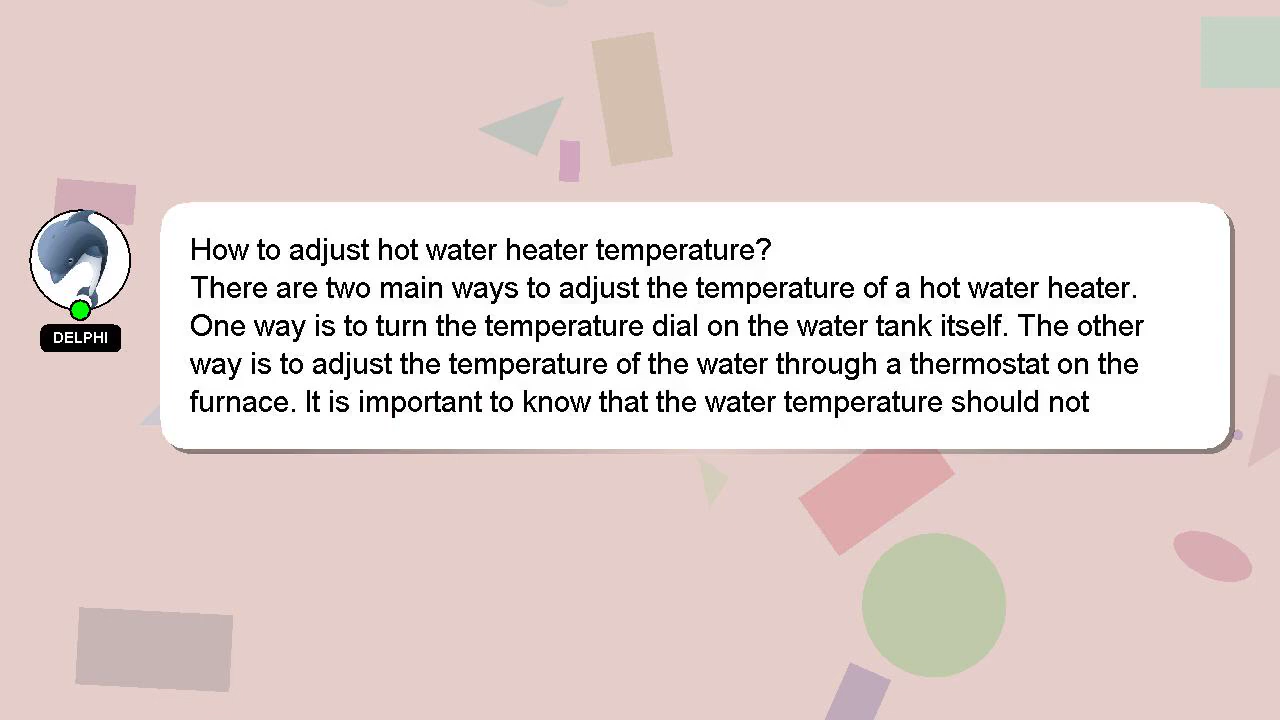 How to adjust hot water heater temperature?
There are two main ways to adjust the temperature of a hot water heater.
One way is to turn the temperature dial on the water tank itself. The other
way is to adjust the temperature of the water through a thermostat on the
furnace. It is important to know that the water temperature should not
DELPHI